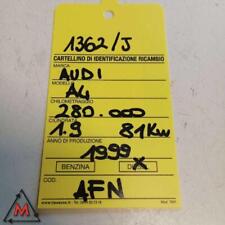 1362/J
CARTELLINO DI IDENTIFICAZIONE RICAMBIO
MARCA
AUDI
MODELLO
A4
CHILOMETRAGGIO
280.000
CILINDRATA
1.9 81Kw
ANNO DI PRODUZIONE
1999
BENZINA X
COD.
AFN
M